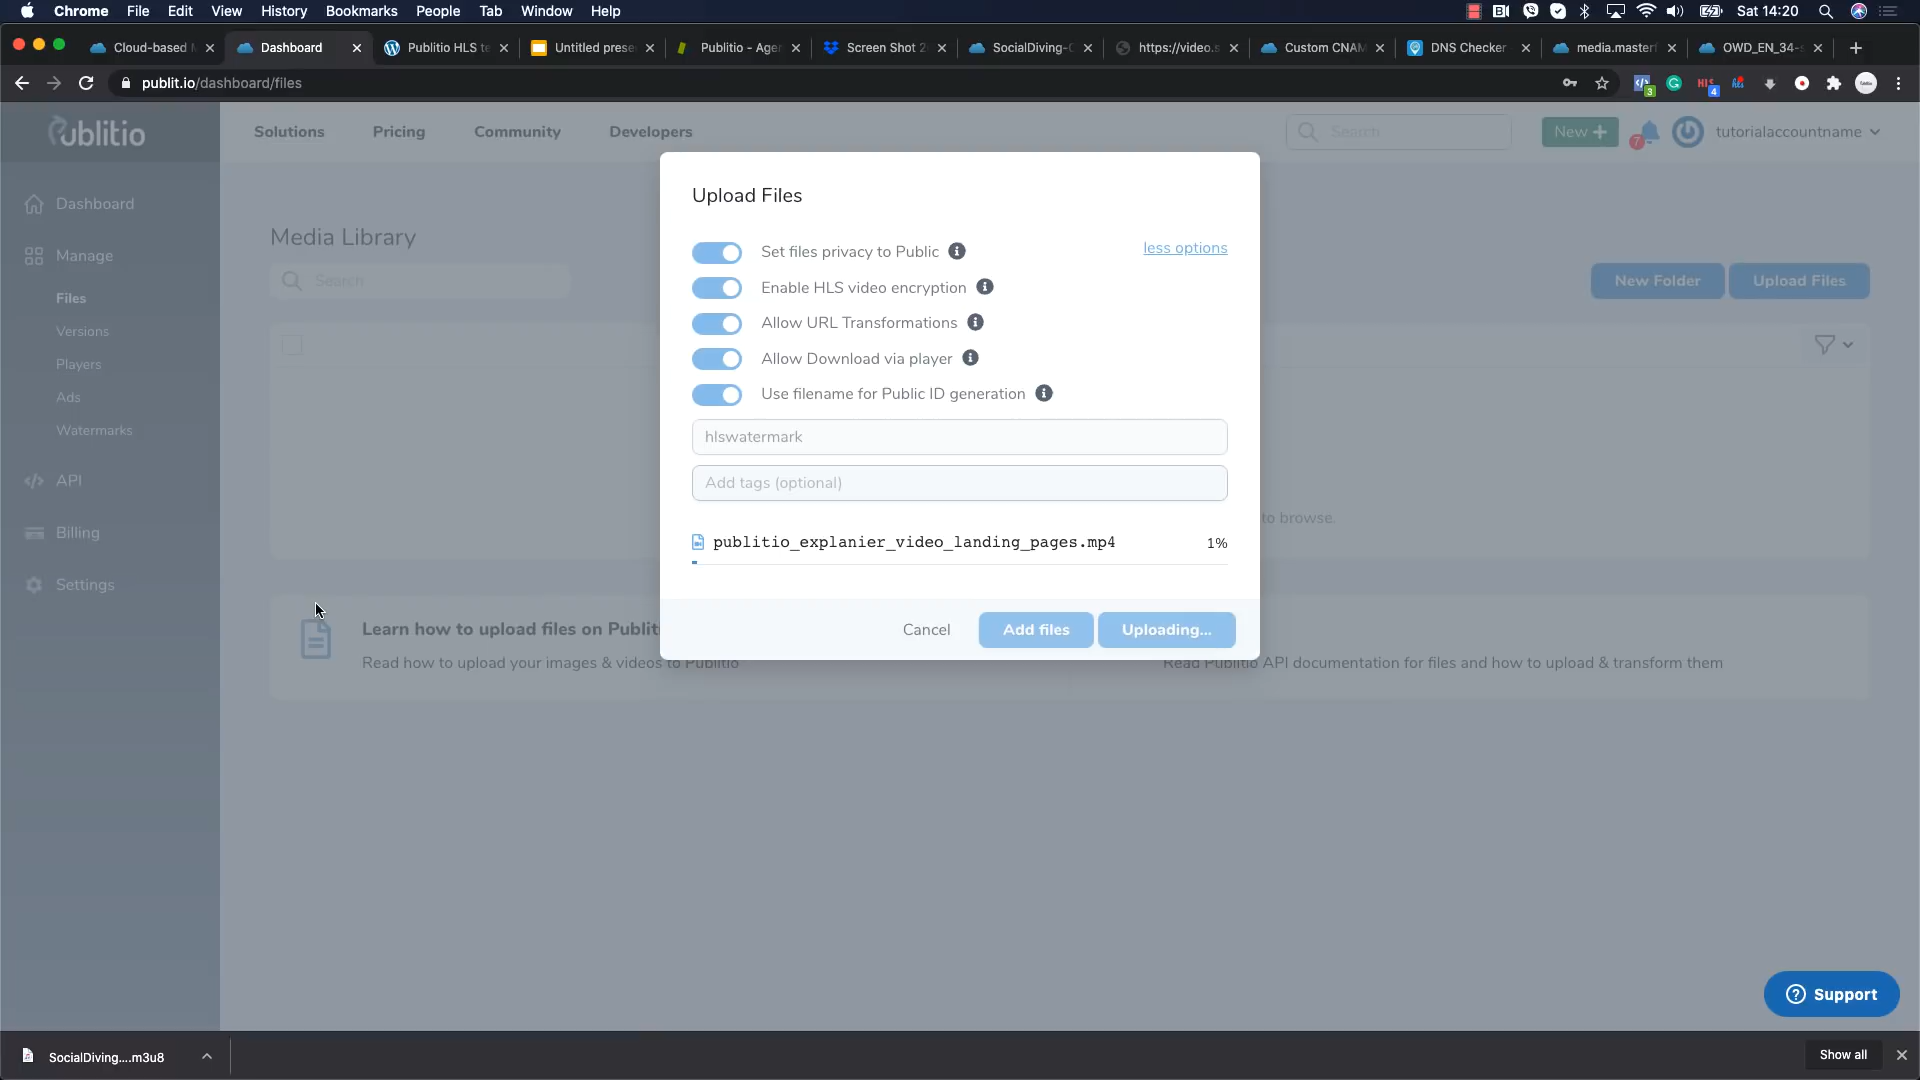 Chrome File Edit View History Bookmarks People Tab Window Help Sat 14:20
Cloud-based Dashboard Publitio HLS te Untitled prese Publitio - Age Screen Shot 2 SocialDiving- https://video.s Custom CNAM DNS Checker media.masterf OWD_EN_34-
publit.io/dashboard/files 3 4
Publitio Solutions Pricing Community Developers Search New + 7 tutorialaccountname
Dashboard
Manage
Files
Versions
Players
Ads
Watermarks
API
Billing
Settings
Media Library
Search
New Folder Upload Files
Upload Files
Set files privacy to Public
less options
Enable HLS video encryption
Allow URL Transformations
Allow Download via player
Use filename for Public ID generation
hlswatermark
Add tags (optional)
to browse.
publitio_explanier_video_landing_pages.mp4 1%
Cancel Add files Uploading...
Learn how to upload files on Publiti
Read how to upload your images & videos to Publitio
Read Publitio API documentation for files and how to upload & transform them
Support
SocialDiving....m3u8 Show all